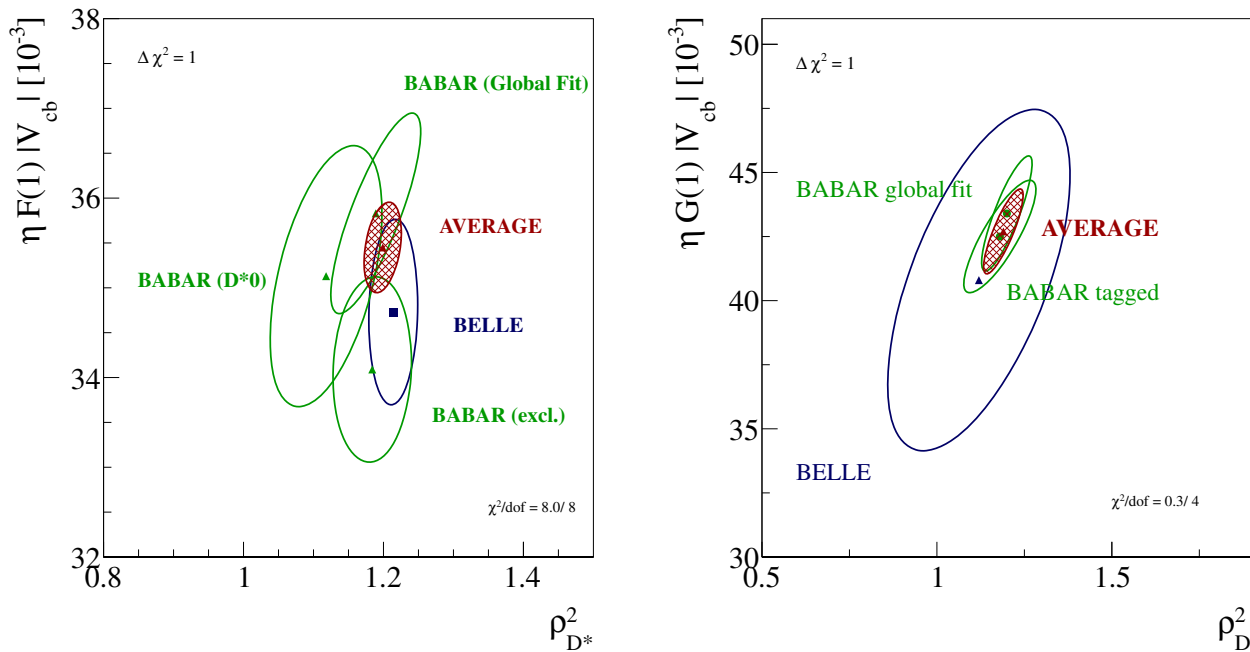 η F(1) |V_cb| [10⁻³]
Δ χ² = 1
BABAR (Global Fit)
AVERAGE
BABAR (D*0)
BELLE
BABAR (excl.)
χ²/dof = 8.0/ 8
38
36
34
32
0.8
1
1.2
1.4
ρ²_D*
η G(1) |V_cb| [10⁻³]
Δ χ² = 1
BABAR global fit
AVERAGE
BABAR tagged
BELLE
χ²/dof = 0.3/ 4
50
45
40
35
30
0.5
1
1.5
ρ²_D